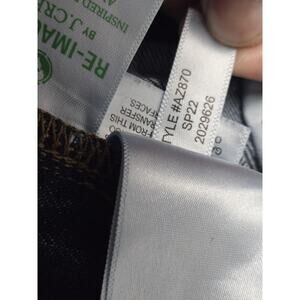 RE-IMAG
BY J.CR
INSPIRED
STYLE #AZ870
SP22
2029626
FROM THIS
TRANSFER
FACES.